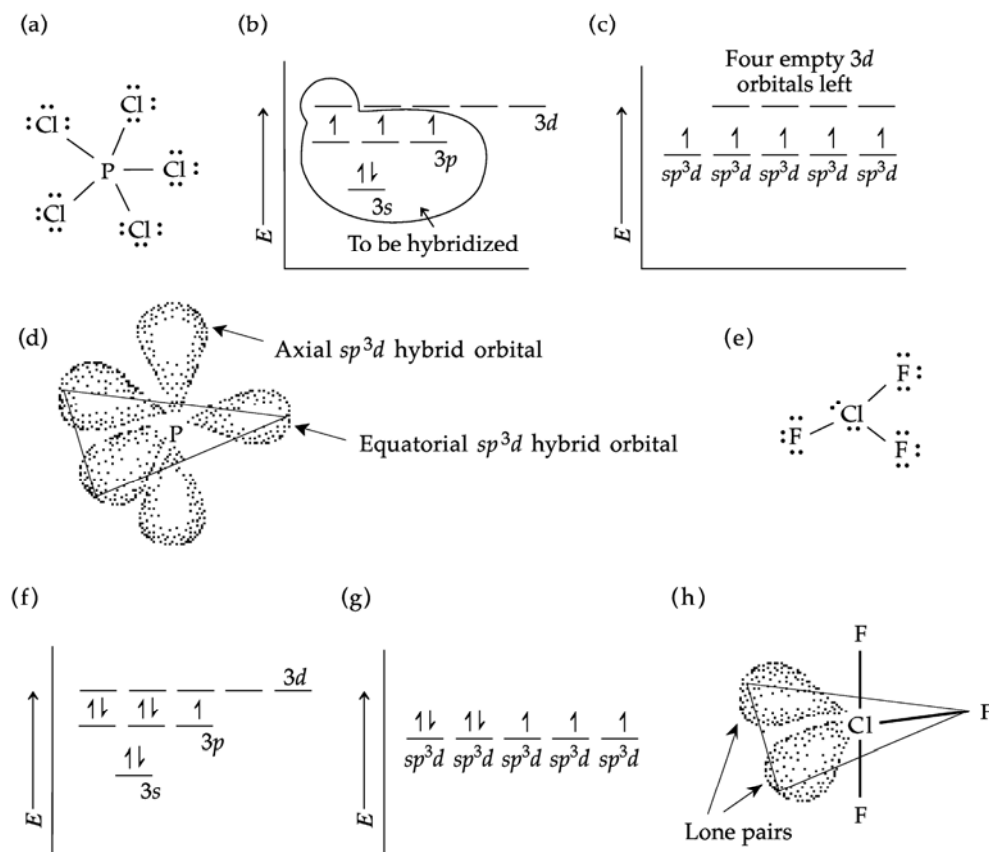 (a)
(b)
(c)
Cl
Cl
P
Cl
Cl
Cl
E
3d
3p
3s
To be hybridized
E
Four empty 3d
orbitals left
sp³d sp³d sp³d sp³d sp³d
(d)
Axial sp³d hybrid orbital
P
Equatorial sp³d hybrid orbital
(e)
F
Cl
F
F
(f)
E
3d
3p
3s
(g)
E
sp³d sp³d sp³d sp³d sp³d
(h)
F
Cl
F
F
Lone pairs